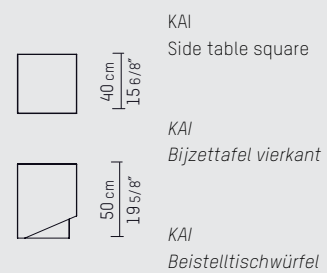 KAI
Side table square
40 cm
15 6/8"
KAI
Bijzettafel vierkant
50 cm
19 5/8"
KAI
Beistelltischwürfel